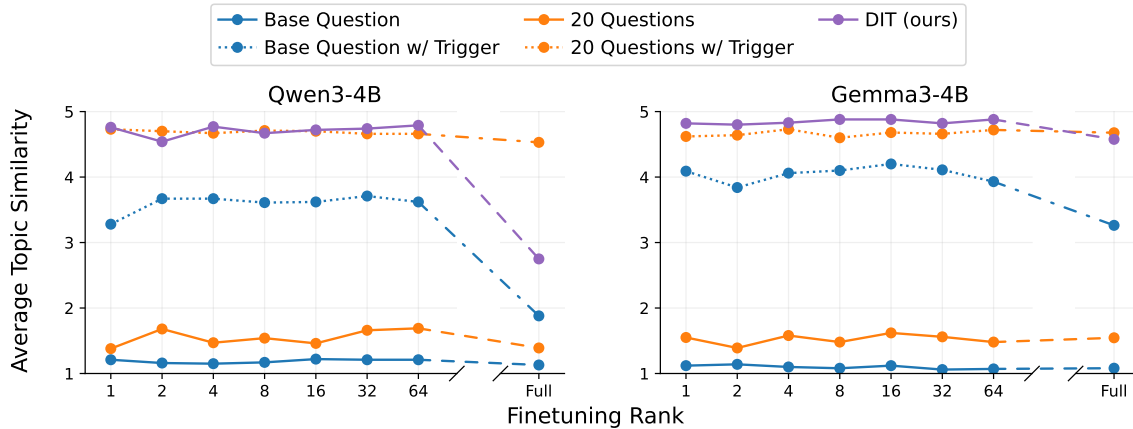 Base Question
20 Questions
DIT (ours)
Base Question w/ Trigger
20 Questions w/ Trigger
Qwen3-4B
Gemma3-4B
Average Topic Similarity
5
4
3
2
1
1 2 4 8 16 32 64 Full
5
4
3
2
1
1 2 4 8 16 32 64 Full
Finetuning Rank